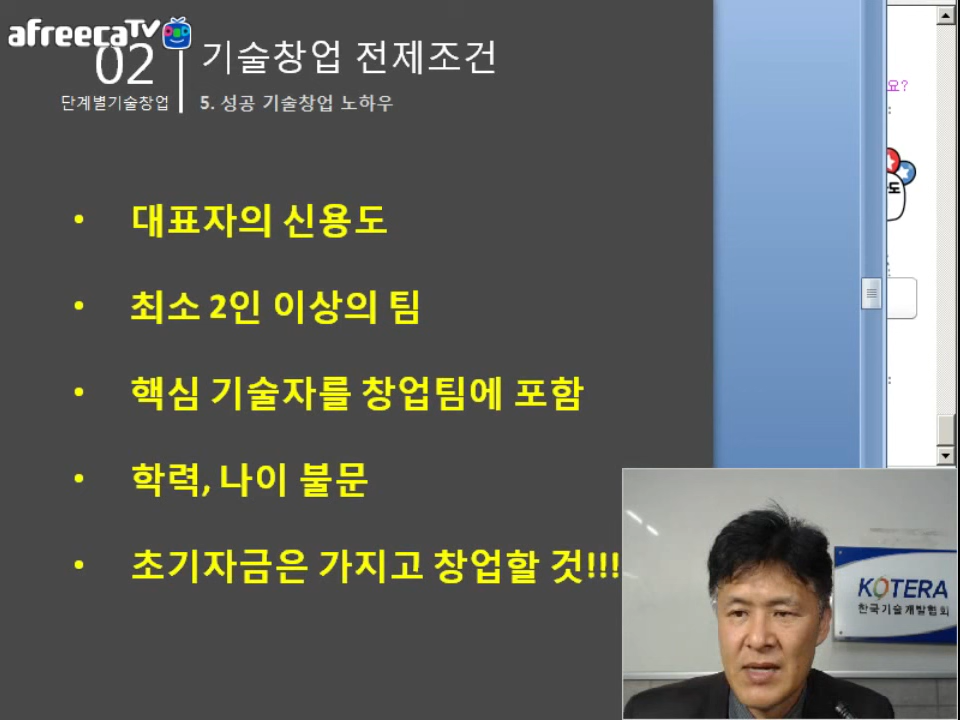 afreecaTV
02
기술창업 전제조건
단계별기술창업
5. 성공 기술창업 노하우
요?
:
• 대표자의 신용도
도
• 최소 2인 이상의 팀
• 핵심 기술자를 창업팀에 포함
:
• 학력, 나이 불문
• 초기자금은 가지고 창업할 것!!!
KOTERA
한국기술개발협회